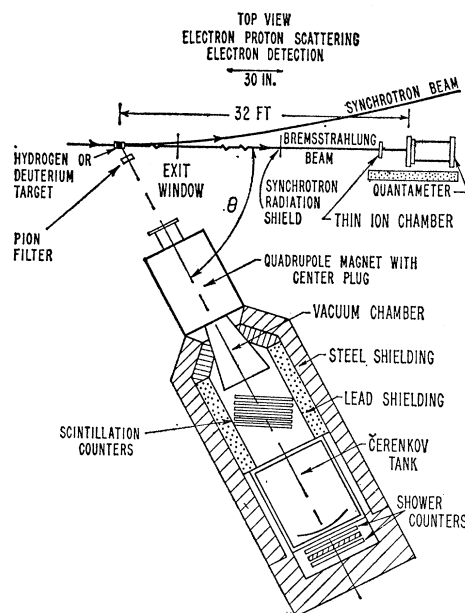 TOP VIEW
ELECTRON PROTON SCATTERING
ELECTRON DETECTION
30 IN.
32 FT
SYNCHROTRON BEAM
HYDROGEN OR
DEUTERIUM
TARGET
EXIT
WINDOW
BREMSSTRAHLUNG
BEAM
SYNCHROTRON
RADIATION
SHIELD
QUANTAMETER
THIN ION CHAMBER
θ
PION
FILTER
QUADRUPOLE MAGNET WITH
CENTER PLUG
VACUUM CHAMBER
STEEL SHIELDING
LEAD SHIELDING
SCINTILLATION
COUNTERS
ČERENKOV
TANK
SHOWER
COUNTERS